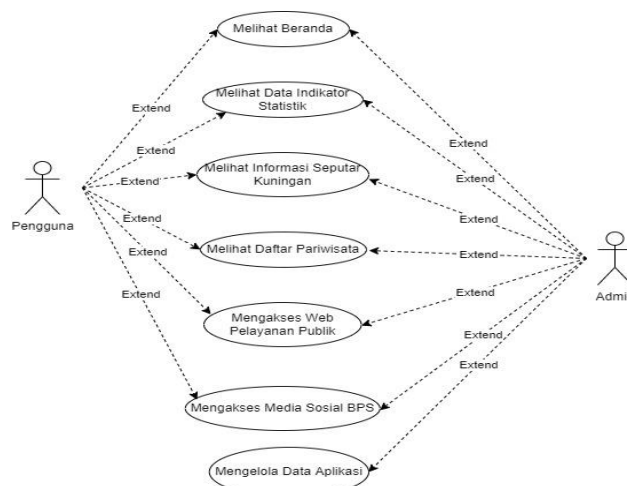 Melihat Beranda
Extend
Extend
Melihat Data Indikator
Statistik
Extend
Extend
Extend
Melihat Informasi Seputar
Kuningan
Extend
Extend
Pengguna
Extend
Melihat Daftar Pariwisata
Extend
Admi
Extend
Mengakses Web
Pelayanan Publik
Extend
Extend
Extend
Mengakses Media Sosial BPS
Extend
Mengelola Data Aplikasi